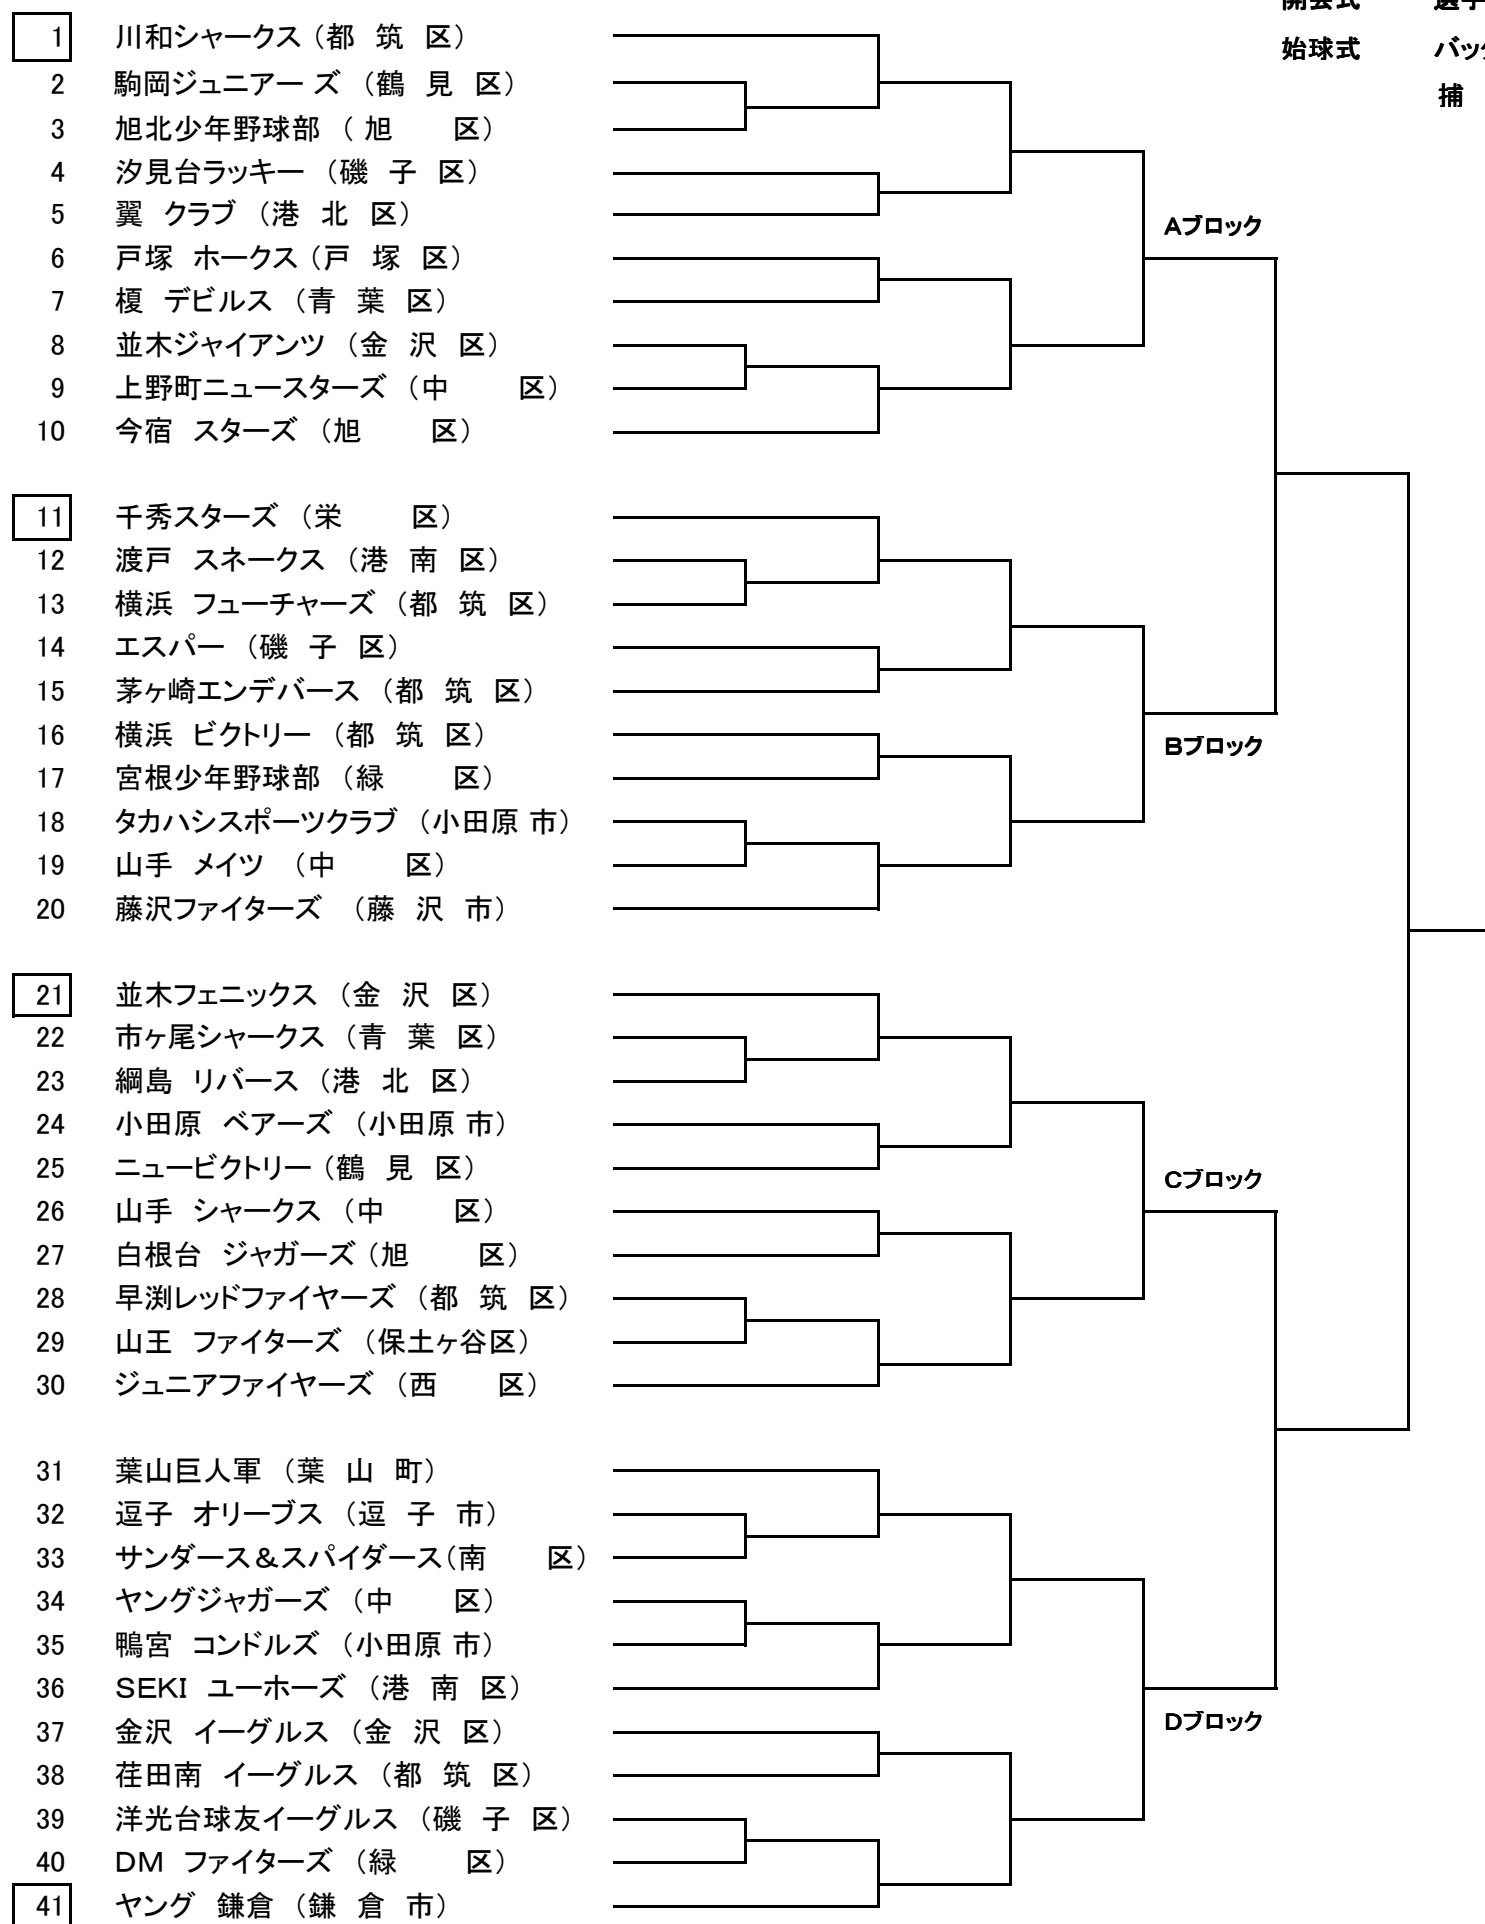 1 川和シャークス（都 筑 区）
2 駒岡ジュニアーズ （鶴 見 区）
3 旭北少年野球部 （ 旭 区）
4 汐見台ラッキー （磯 子 区）
5 翼 クラブ （港 北 区）
6 戸塚 ホークス（戸 塚 区）
7 榎 デビルス （青 葉 区）
8 並木ジャイアンツ （金 沢 区）
9 上野町ニュースターズ （中 区）
10 今宿 スターズ （旭 区）
11 千秀スターズ （栄 区）
12 渡戸 スネークス （港 南 区）
13 横浜 フューチャーズ （都 筑 区）
14 エスパー （磯 子 区）
15 茅ヶ崎エンデバース （都 筑 区）
16 横浜 ビクトリー （都 筑 区）
17 宮根少年野球部 （緑 区）
18 タカハシスポーツクラブ （小田原 市）
19 山手 メイツ （中 区）
20 藤沢ファイターズ （藤 沢 市）
21 並木フェニックス （金 沢 区）
22 市ヶ尾シャークス （青 葉 区）
23 綱島 リバース （港 北 区）
24 小田原 ベアーズ （小田原 市）
25 ニュービクトリー（鶴 見 区）
26 山手 シャークス （中 区）
27 白根台 ジャガーズ（旭 区）
28 早渕レッドファイヤーズ （都 筑 区）
29 山王 ファイターズ （保土ヶ谷区）
30 ジュニアファイヤーズ （西 区）
31 葉山巨人軍 （葉 山 町）
32 逗子 オリーブス （逗 子 市）
33 サンダース＆スパイダース（南 区）
34 ヤングジャガーズ （中 区）
35 鴨宮 コンドルズ （小田原 市）
36 SEKI ユーホーズ （港 南 区）
37 金沢 イーグルス （金 沢 区）
38 荏田南 イーグルス （都 筑 区）
39 洋光台球友イーグルス （磯 子 区）
40 DM ファイターズ （緑 区）
41 ヤング 鎌倉 （鎌 倉 市）
Aブロック
Bブロック
Cブロック
Dブロック
開会式 選手
始球式 バッ
捕